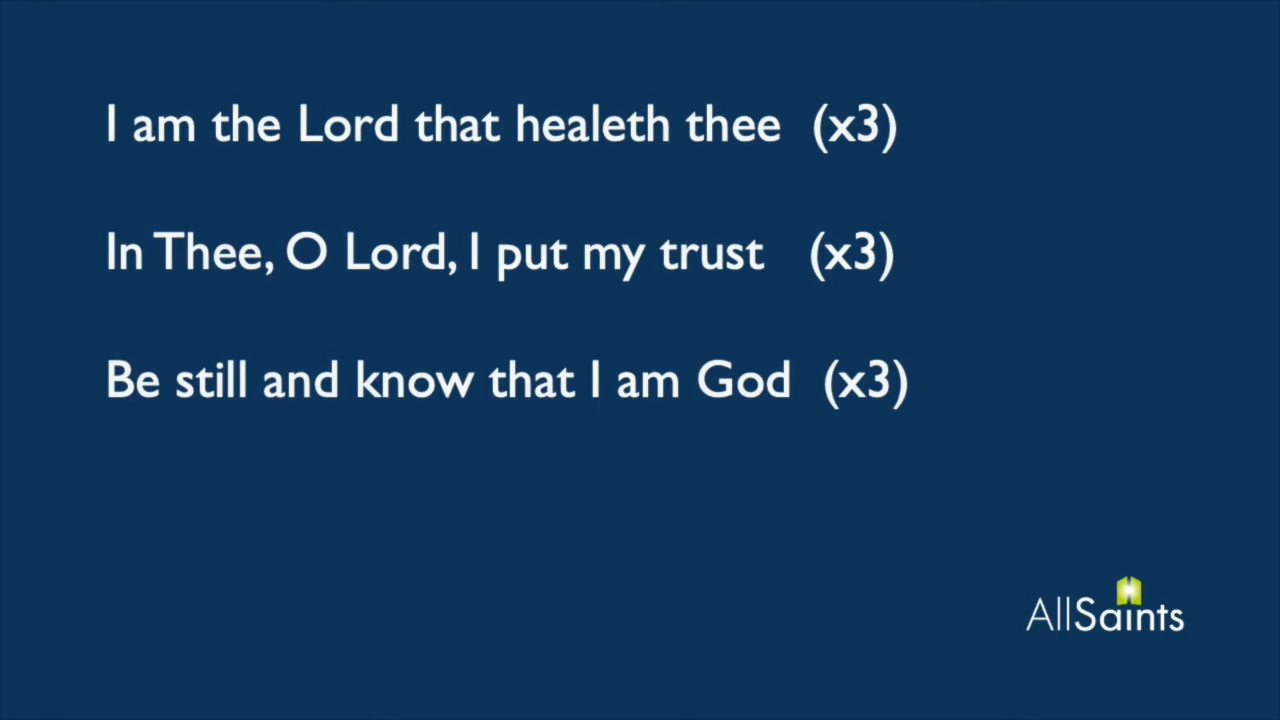 I am the Lord that healeth thee (x3)
In Thee, O Lord, I put my trust (x3)
Be still and know that I am God (x3)
AllSaints